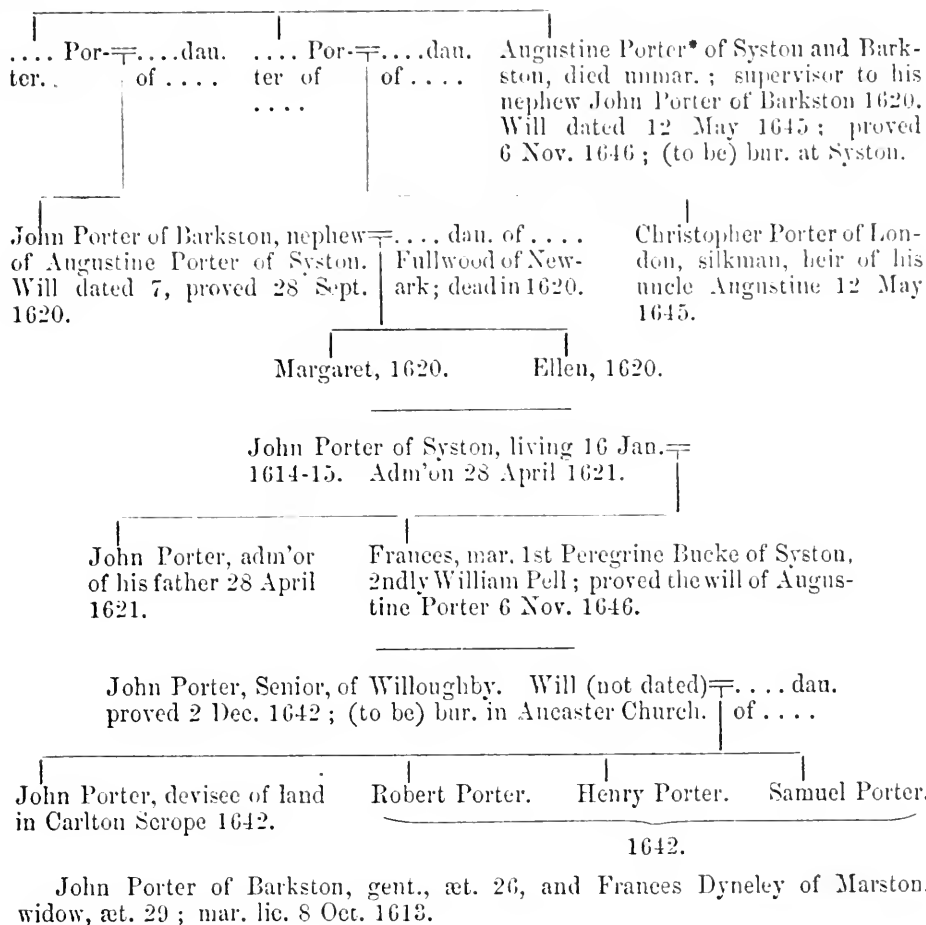 .... Por-╤....dau.
ter. . of ....
.... Por-╤....dau.
ter of of ....
....
Augustine Porter* of Syston and Bark-
ston, died unmar. ; supervisor to his
nephew John Porter of Barkston 1620.
Will dated 12 May 1645 ; proved
6 Nov. 1646 ; (to be) bur. at Syston.
John Porter of Barkston, nephew╤.... dau. of ....
of Augustine Porter of Syston. Fullwood of New-
Will dated 7, proved 28 Sept. ark; dead in 1620.
1620.
Christopher Porter of Lon-
don, silkman, heir of his
uncle Augustine 12 May
1645.
Margaret, 1620. Ellen, 1620.
John Porter of Syston, living 16 Jan.╤
1614-15. Adm'on 28 April 1621.
John Porter, adm'or
of his father 28 April
1621.
Frances, mar. 1st Peregrine Bucke of Syston,
2ndly William Pell ; proved the will of Augus-
tine Porter 6 Nov. 1646.
John Porter, Senior, of Willoughby. Will (not dated)╤.... dau.
proved 2 Dec. 1642 ; (to be) bur. in Ancaster Church. of ....
John Porter, devisee of land
in Carlton Scrope 1642.
Robert Porter. Henry Porter. Samuel Porter.
1642.
John Porter of Barkston, gent., æt. 26, and Frances Dyneley of Marston,
widow, æt. 29 ; mar. lic. 8 Oct. 1613.